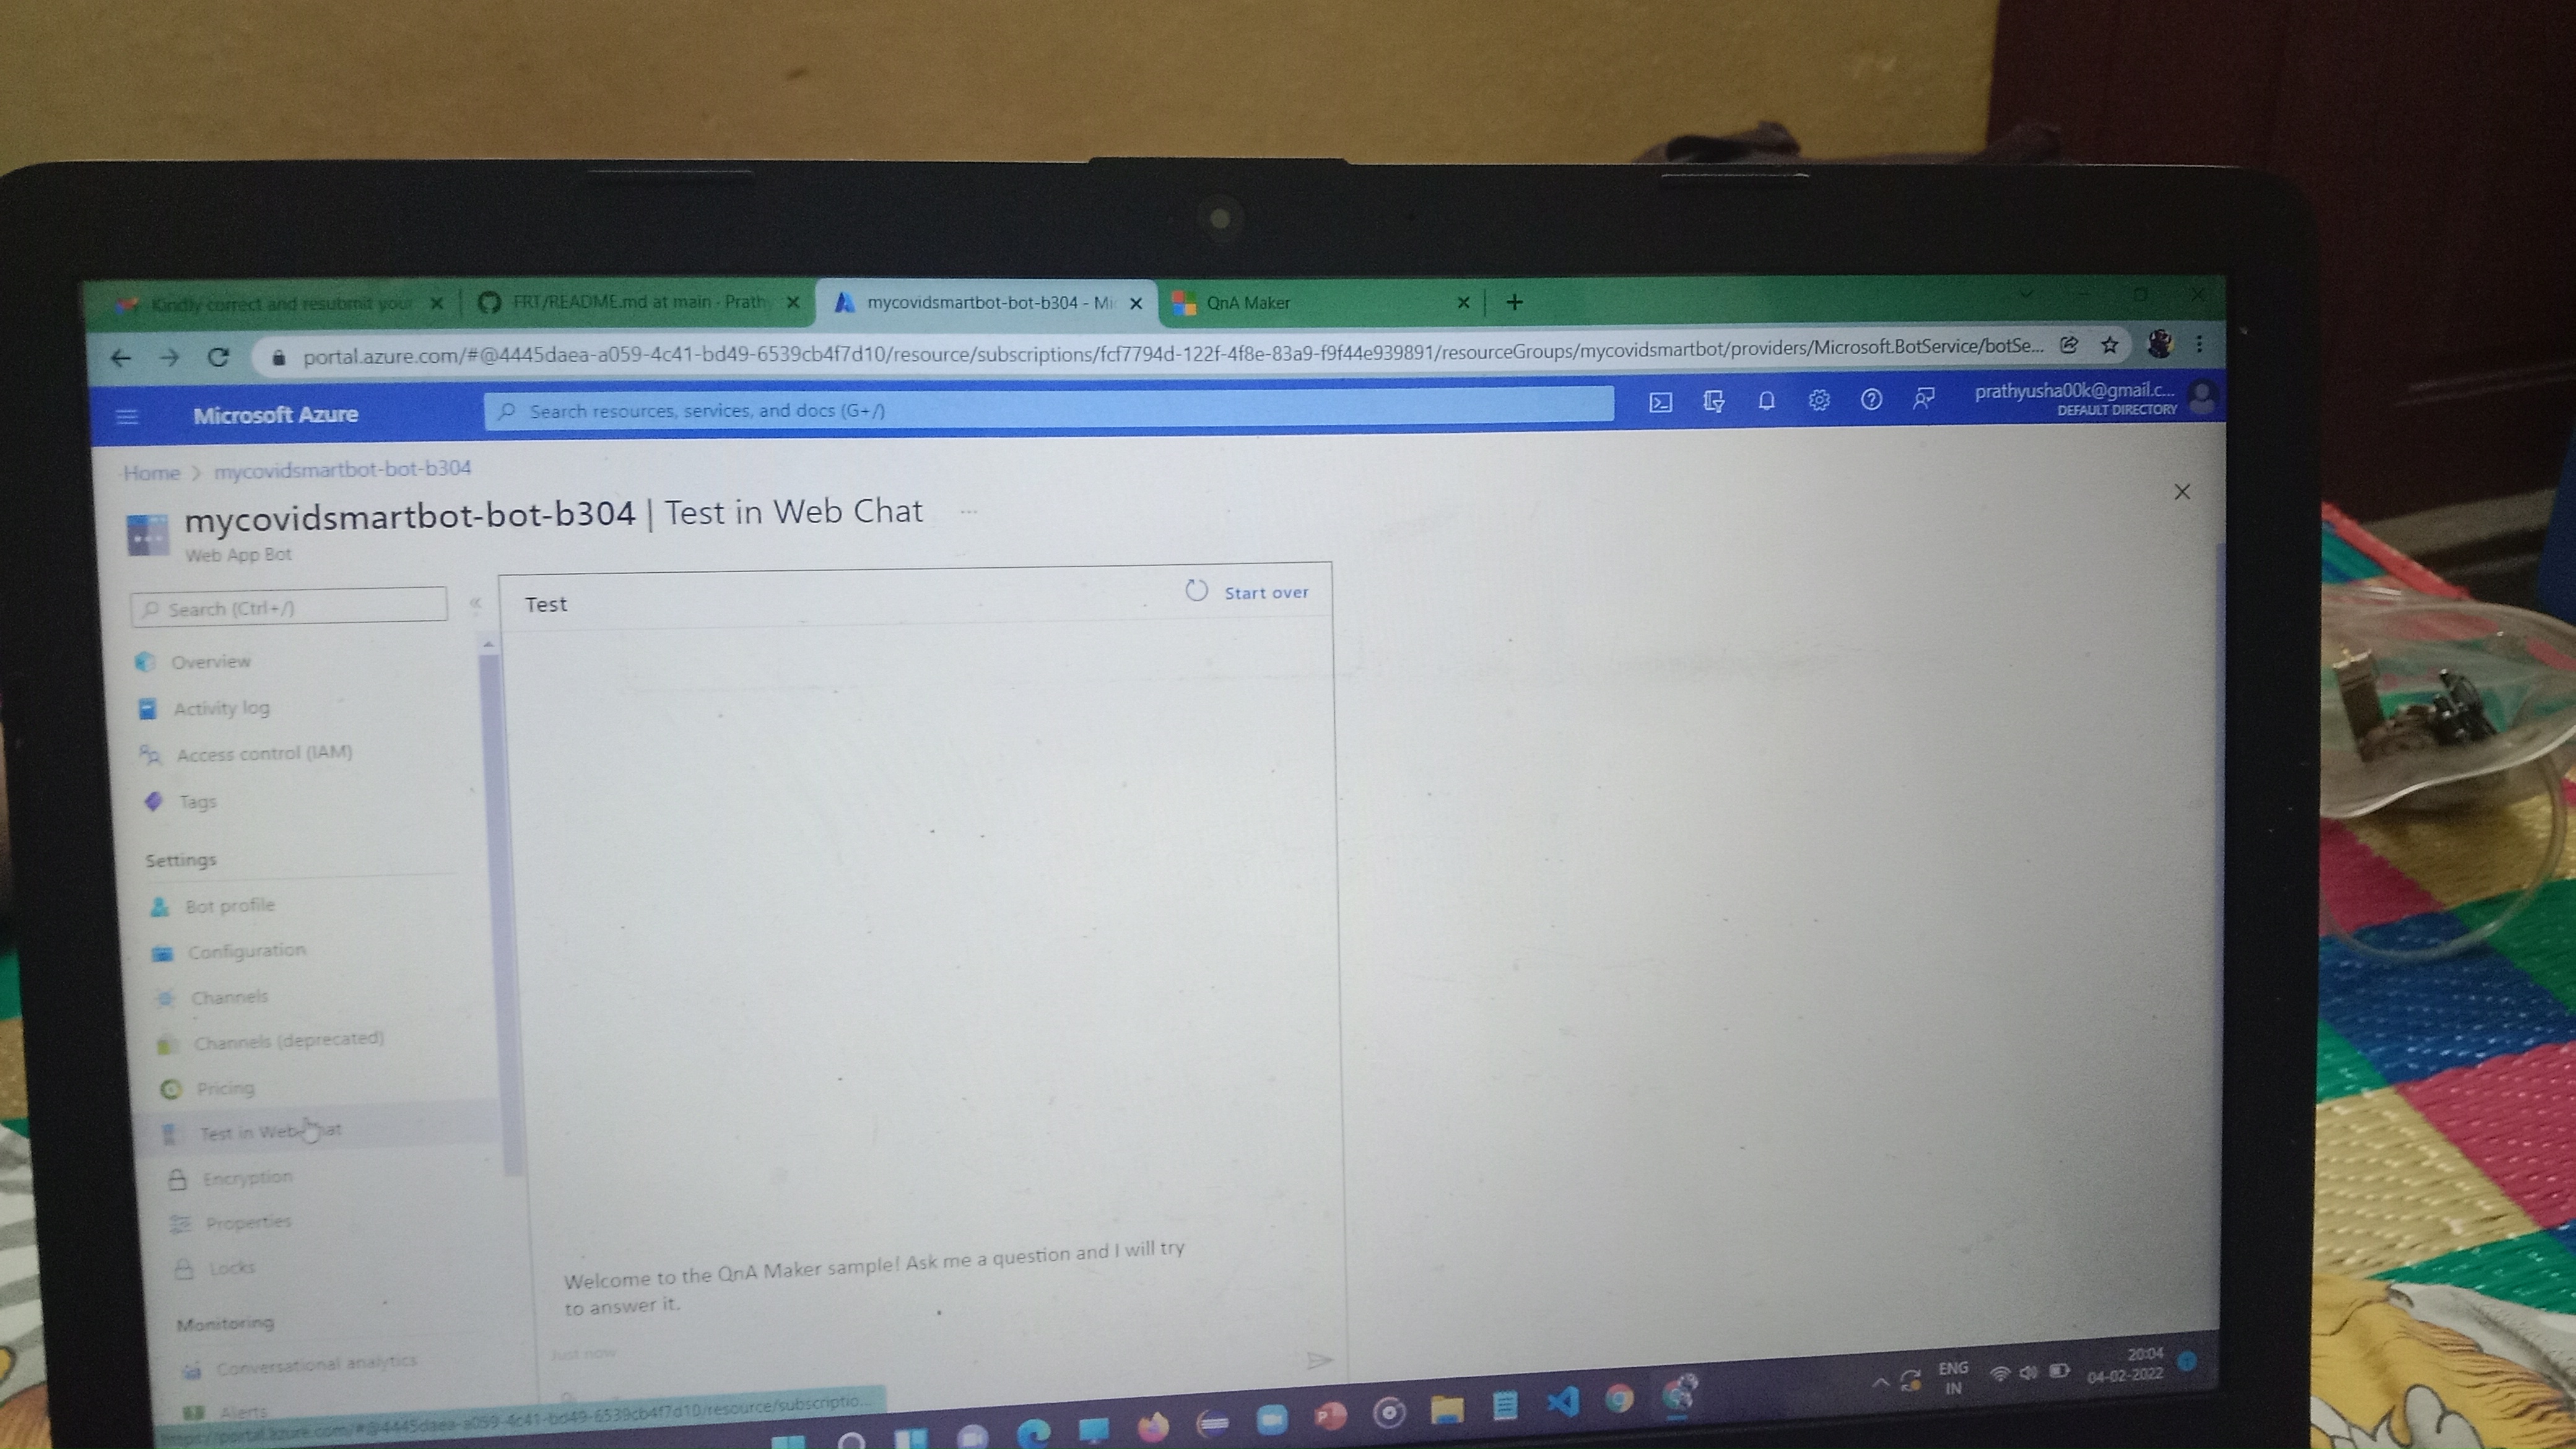 Kindly correct and resubmit your
FRT/README.md at main · Prathy
mycovidsmartbot-bot-b304 - Mi
QnA Maker
portal.azure.com/#@4445daea-a059-4c41-bd49-6539cb4f7d10/resource/subscriptions/fcf7794d-122f-4f8e-83a9-f9f44e939891/resourceGroups/mycovidsmartbot/providers/Microsoft.BotService/botSe...
Microsoft Azure
Search resources, services, and docs (G+/)
prathyusha00k@gmail.c...
DEFAULT DIRECTORY
Home > mycovidsmartbot-bot-b304
mycovidsmartbot-bot-b304 | Test in Web Chat ...
Web App Bot
Search (Ctrl+/)
«
Test
Start over
Overview
Activity log
Access control (IAM)
Tags
Settings
Bot profile
Configuration
Channels
Channels (deprecated)
Pricing
Test in Web Chat
Encryption
Properties
Locks
Monitoring
Conversational analytics
Alerts
Welcome to the QnA Maker sample! Ask me a question and I will try
to answer it.
Just now
https://portal.azure.com/#@4445daea-a059-4c41-bd49-6539cb4f7d10/resource/subscriptio...
ENG
IN
20:04
04-02-2022